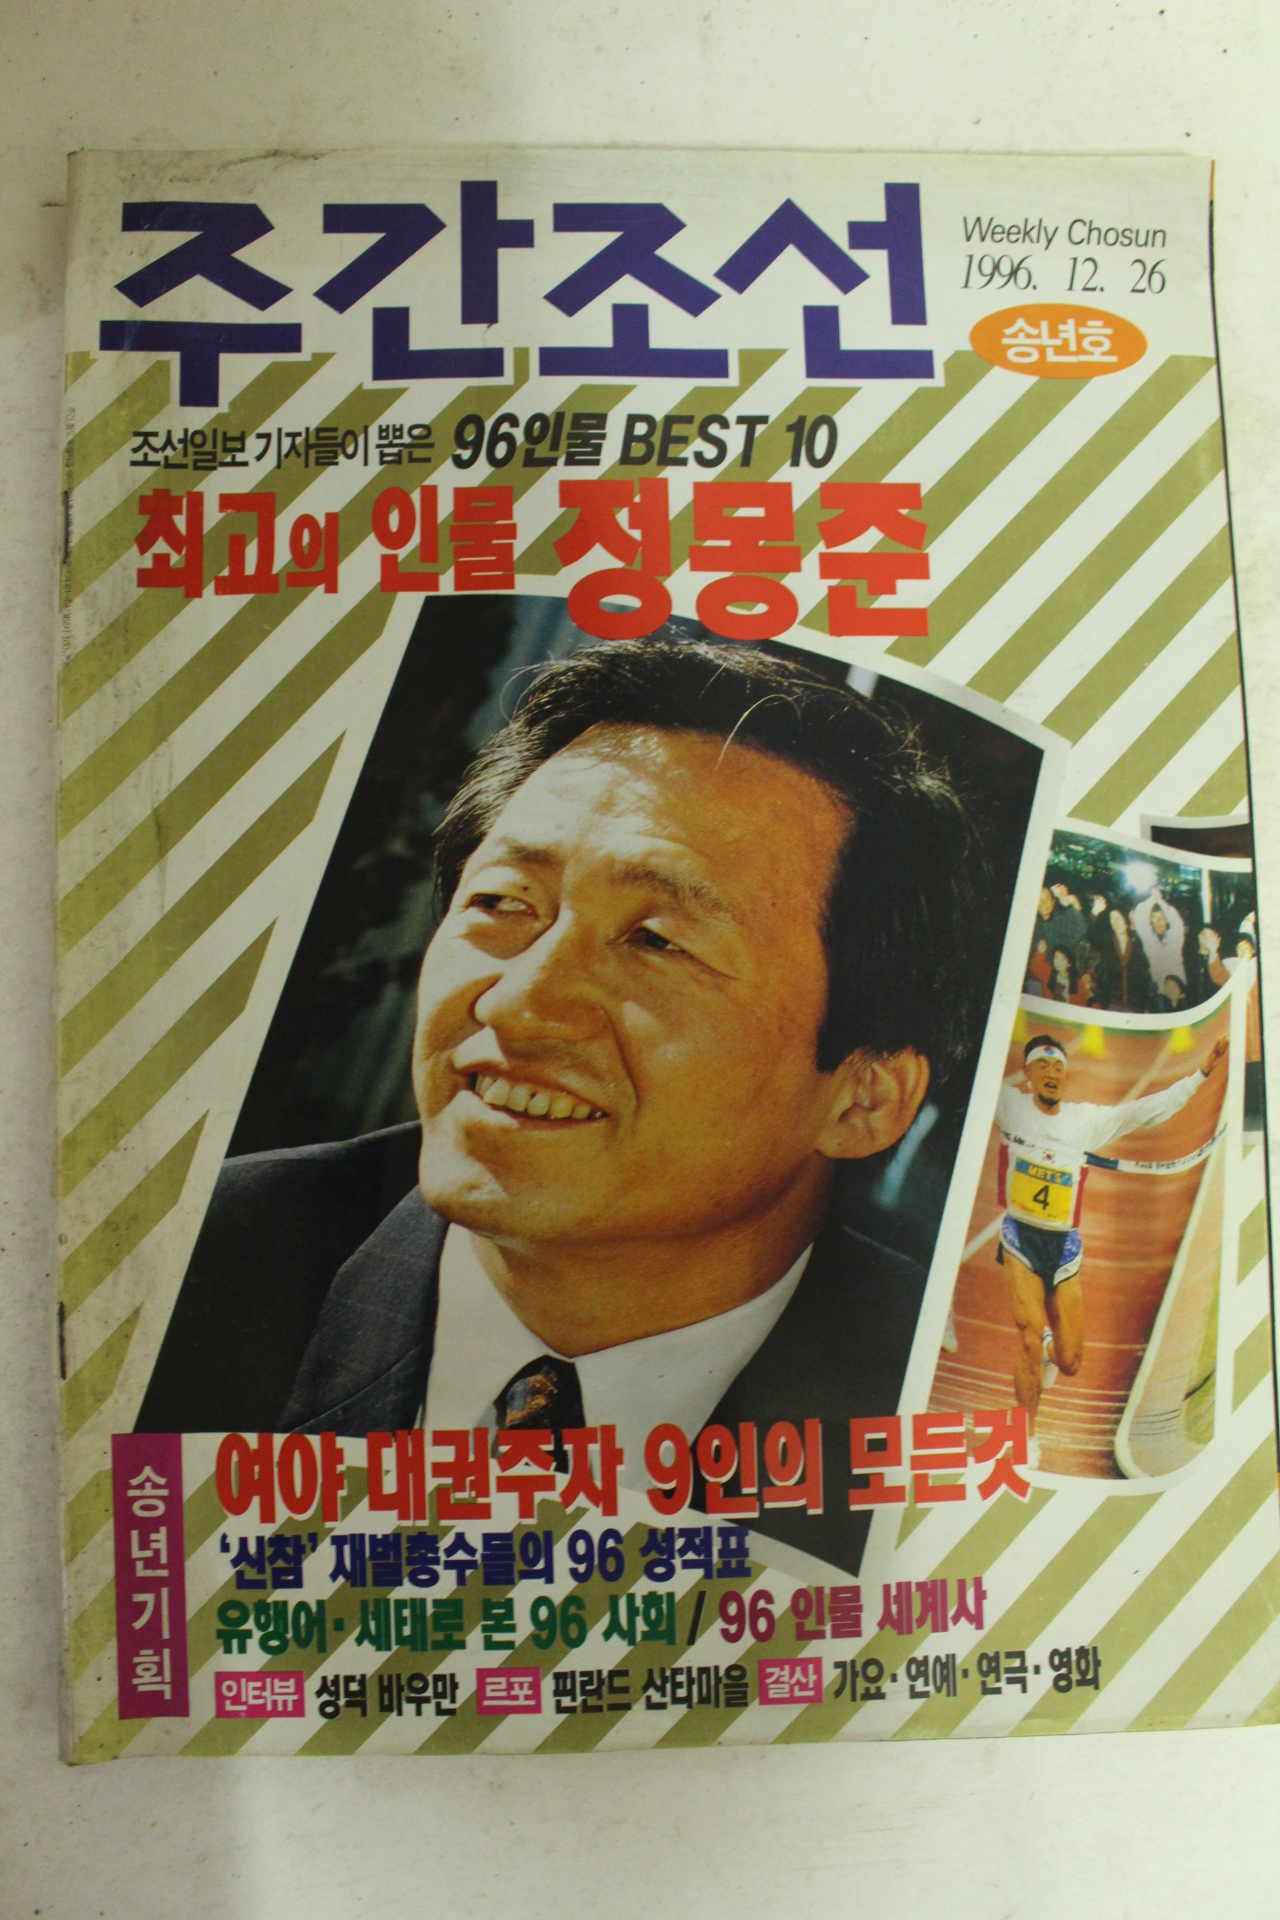 주간조선
Weekly Chosun
1996. 12. 26
송년호
조선일보 기자들이 뽑은 96인물 BEST 10
최고의 인물 정몽준
METS
4
송년기획
여야 대권주자 9인의 모든것
‘신참’ 재벌총수들의 96 성적표
유행어·세태로 본 96 사회 / 96 인물 세계사
인터뷰 성덕 바우만 르포 핀란드 산타마을 결산 가요·연예·연극·영화